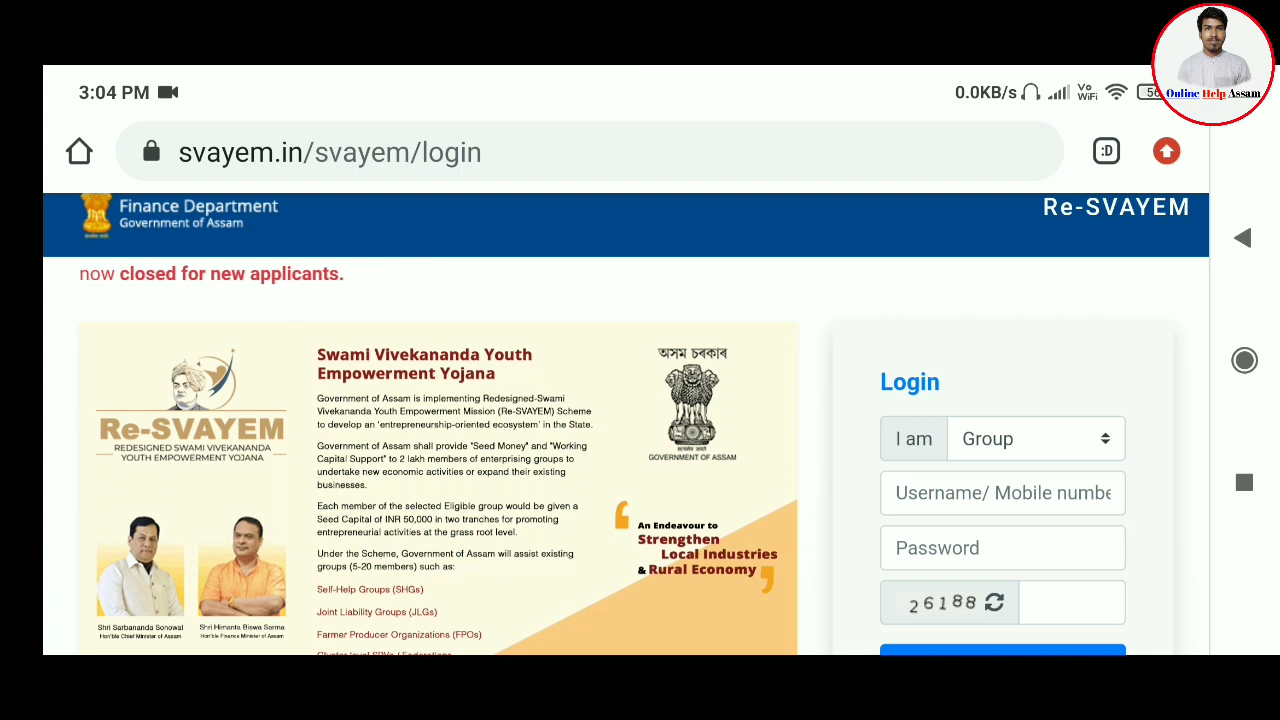 3:04 PM
0.0KB/s
Vo
WiFi
56
Online Help Assam
svayem.in/svayem/login
:D
Finance Department
Government of Assam
Re-SVAYEM
now closed for new applicants.
Re-SVAYEM
REDESIGNED SWAMI VIVEKANANDA
YOUTH EMPOWERMENT YOJANA
Shri Sarbananda Sonowal
Hon'ble Chief Minister of Assam
Shri Himanta Biswa Sarma
Hon'ble Finance Minister of Assam
Swami Vivekananda Youth
Empowerment Yojana
Government of Assam is implementing Redesigned-Swami
Vivekananda Youth Empowerment Mission (Re-SVAYEM) Scheme
to develop an 'entrepreneurship-oriented ecosystem' in the State.
Government of Assam shall provide "Seed Money" and "Working
Capital Support" to 2 lakh members of enterprising groups to
undertake new economic activities or expand their existing
businesses.
Each member of the selected Eligible group would be given a
Seed Capital of INR 50,000 in two tranches for promoting
entrepreneurial activities at the grass root level.
Under the Scheme, Government of Assam will assist existing
groups (5-20 members) such as:
Self-Help Groups (SHGs)
Joint Liability Groups (JLGs)
Farmer Producer Organizations (FPOs)
অসম চৰকাৰ
सत्यमेव जयते
GOVERNMENT OF ASSAM
An Endeavour to
Strengthen
Local Industries
& Rural Economy
Login
I am
Group
Username/ Mobile numbe
Password
26188